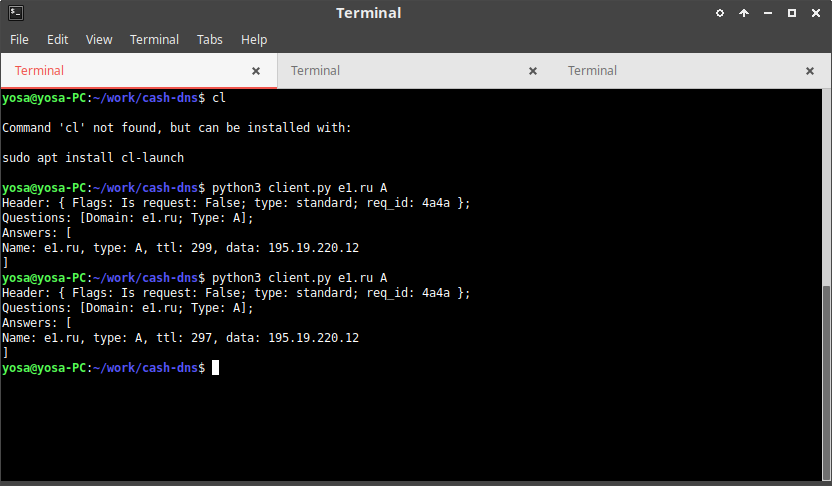 Terminal
File Edit View Terminal Tabs Help
Terminal Terminal Terminal
yosa@yosa-PC:~/work/cash-dns$ cl
Command 'cl' not found, but can be installed with:
sudo apt install cl-launch
yosa@yosa-PC:~/work/cash-dns$ python3 client.py e1.ru A
Header: { Flags: Is request: False; type: standard; req_id: 4a4a };
Questions: [Domain: e1.ru; Type: A];
Answers: [
Name: e1.ru, type: A, ttl: 299, data: 195.19.220.12
]
yosa@yosa-PC:~/work/cash-dns$ python3 client.py e1.ru A
Header: { Flags: Is request: False; type: standard; req_id: 4a4a };
Questions: [Domain: e1.ru; Type: A];
Answers: [
Name: e1.ru, type: A, ttl: 297, data: 195.19.220.12
]
yosa@yosa-PC:~/work/cash-dns$